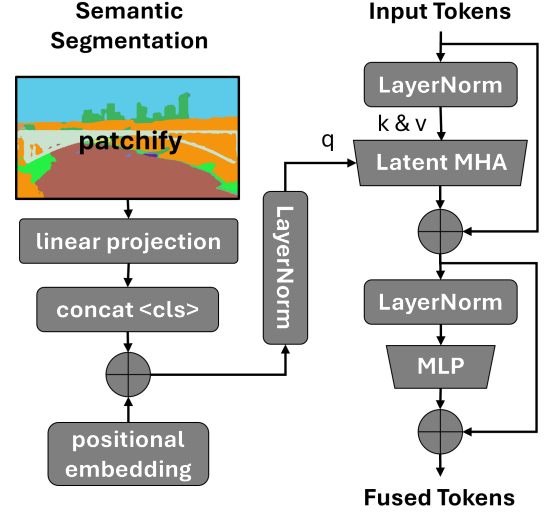 Semantic
Segmentation
patchify
linear projection
concat <cls>
positional
embedding
LayerNorm
q
Input Tokens
LayerNorm
k & v
Latent MHA
LayerNorm
MLP
Fused Tokens